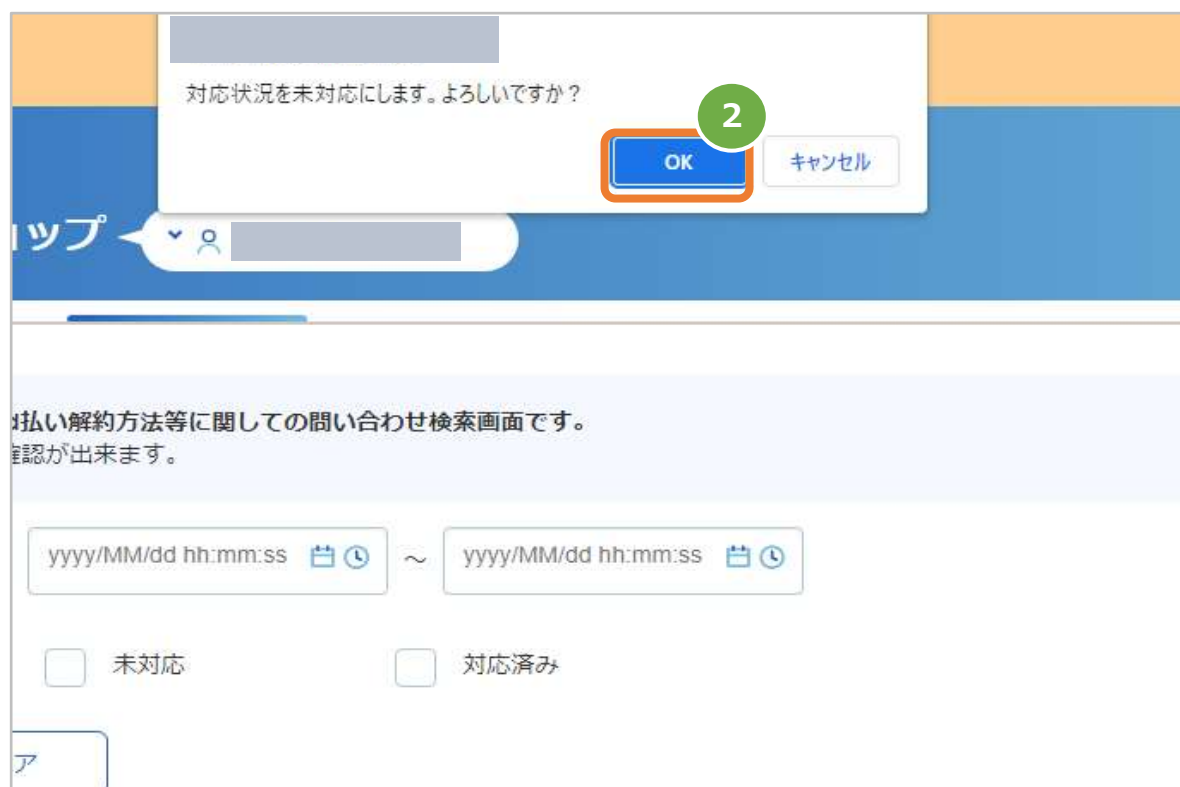 対応状況を未対応にします。よろしいですか？
2
OK
キャンセル
ョップ
払い解約方法等に関しての問い合わせ検索画面です。
確認が出来ます。
yyyy/MM/dd hh:mm:ss ～ yyyy/MM/dd hh:mm:ss
未対応
対応済み
ア